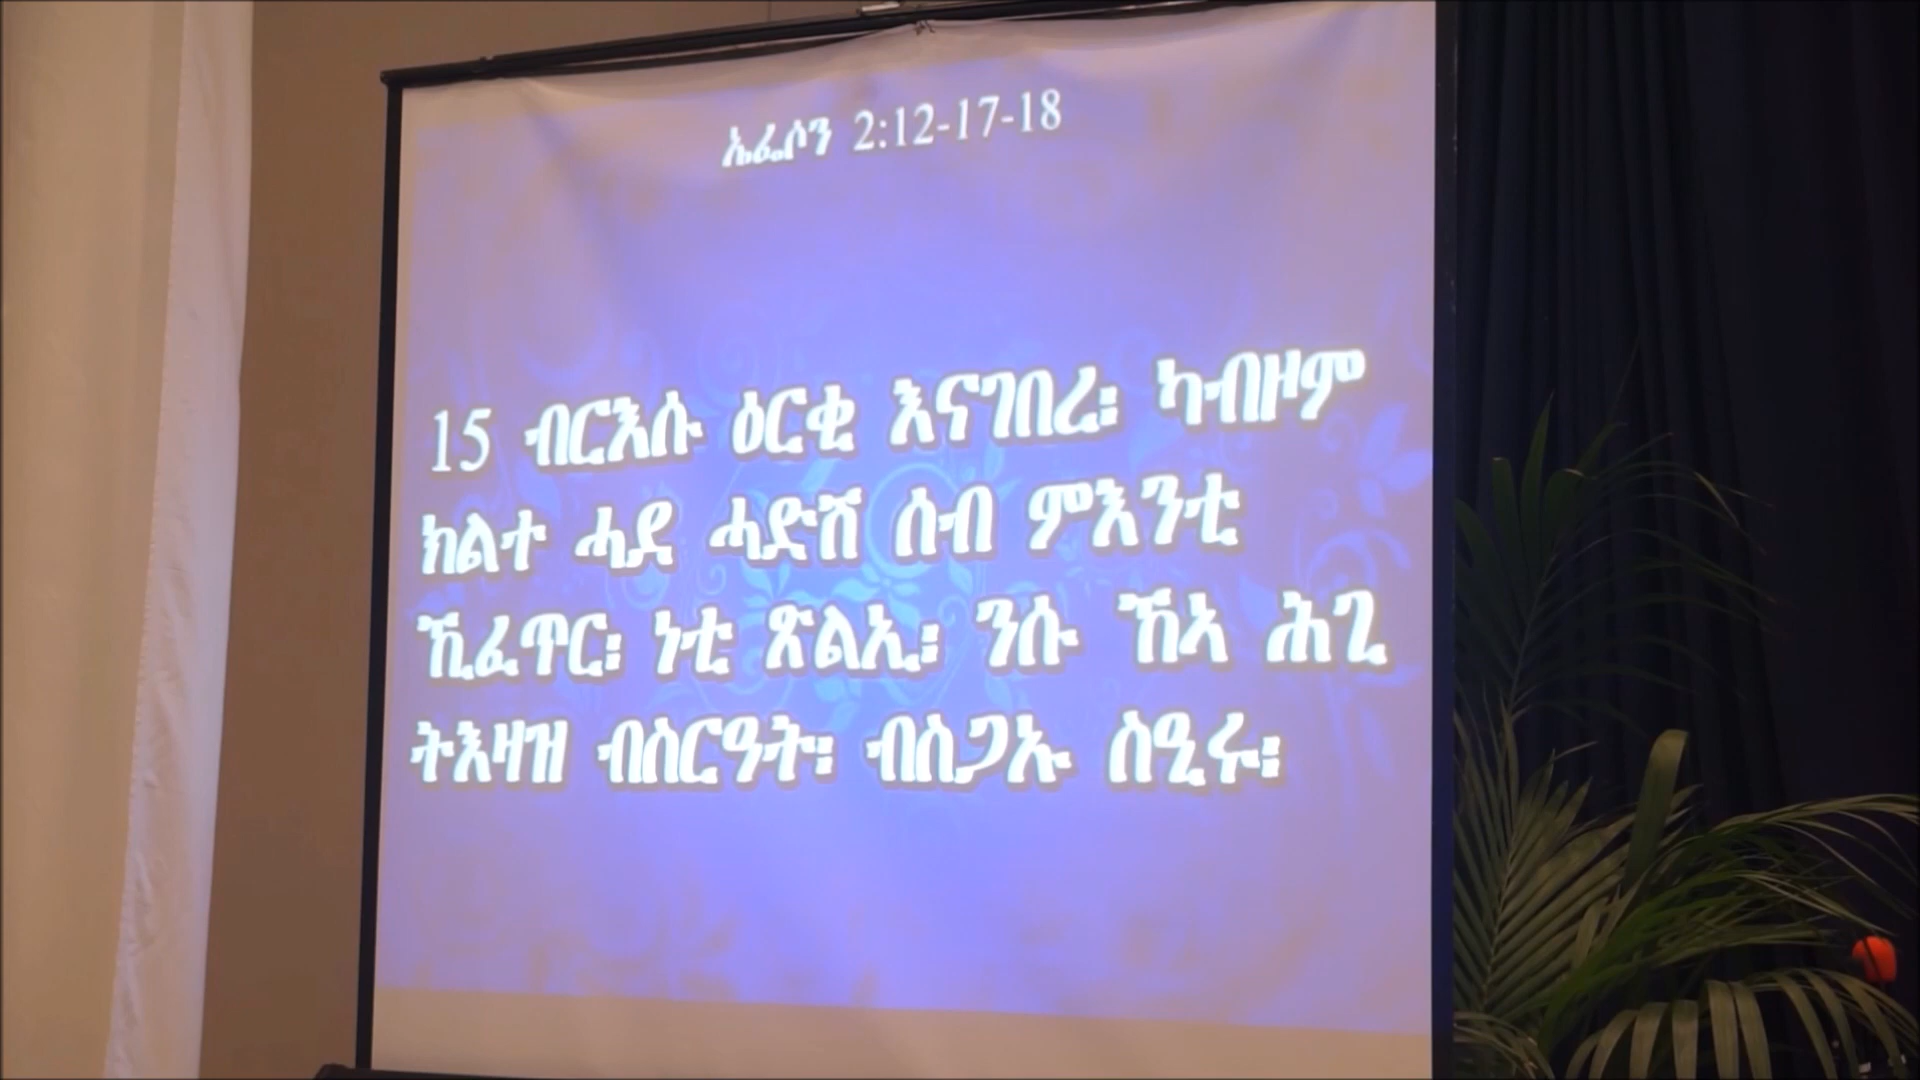 ኤፌሶን 2:12-17-18
15 ብርእሱ ዕርቂ እናገበረ፡ ካብዞም
ክልተ ሓደ ሓድሽ ሰብ ምእንቲ
ኺፈጥር፡ ነቲ ጽልኢ፡ ንሱ ኸኣ ሕጊ
ትእዛዝ ብስርዓት፡ ብስጋኡ ስዒሩ፡